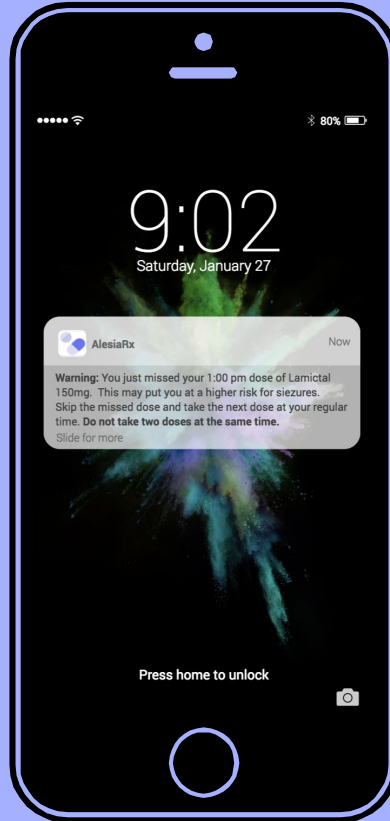 80%
9:02
Saturday, January 27
AlesiaRx
Now
Warning: You just missed your 1:00 pm dose of Lamictal
150mg. This may put you at a higher risk for siezures.
Skip the missed dose and take the next dose at your regular
time. Do not take two doses at the same time.
Slide for more
Press home to unlock